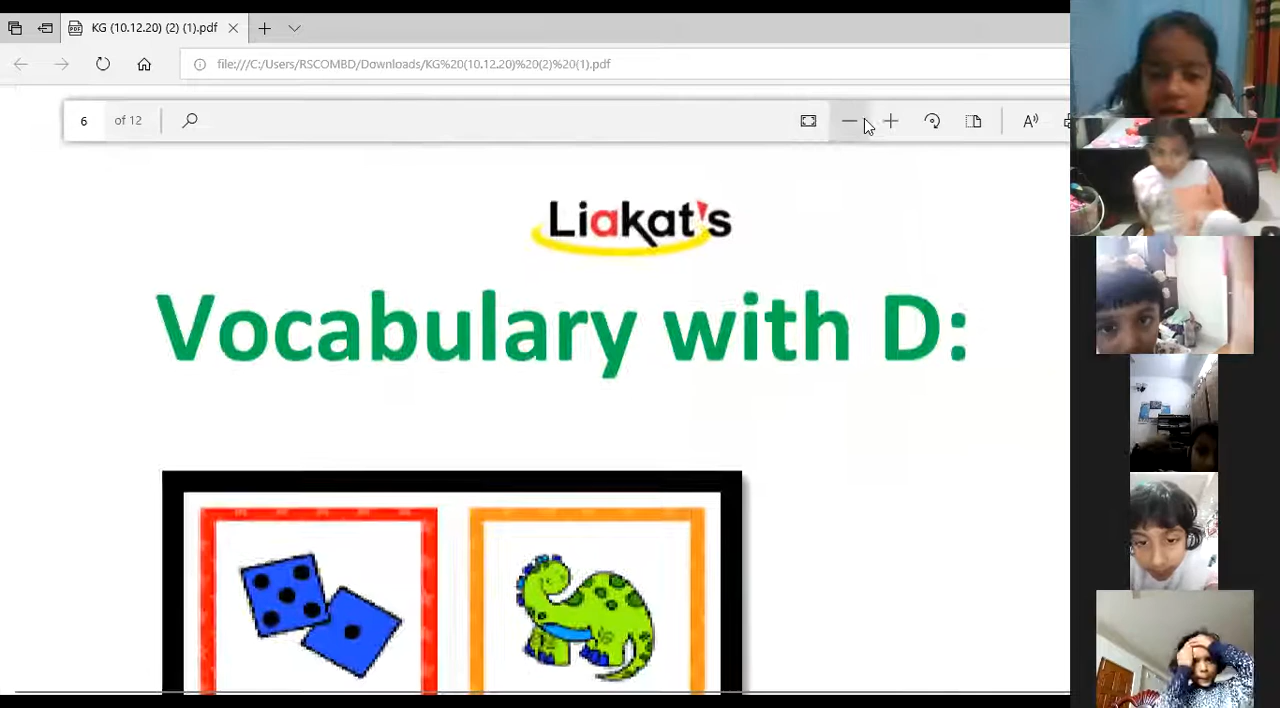 KG (10.12.20) (2) (1).pdf
file:///C:/Users/RSCOMBD/Downloads/KG%20(10.12.20)%20(2)%20(1).pdf
6 of 12
Liakat's
Vocabulary with D: